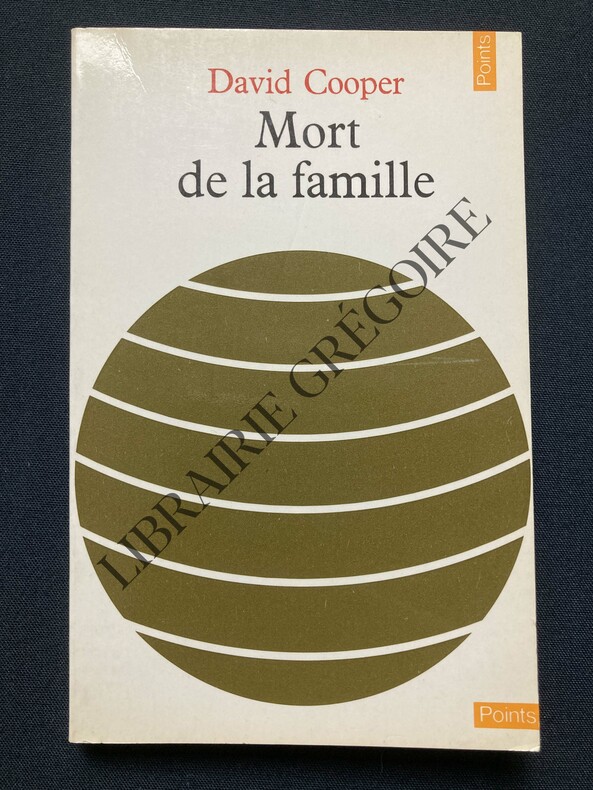 Points
David Cooper
Mort
de la famille
LIBRAIRIE GRÉGOIRE
Points